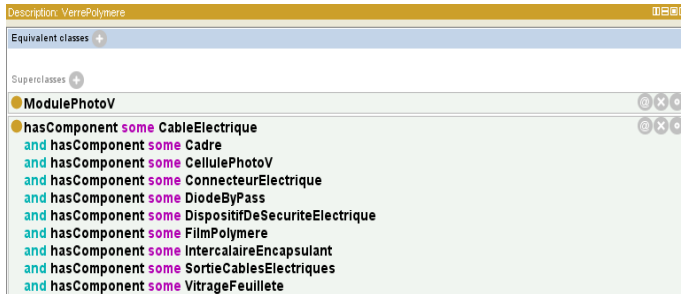 Description: VerrePolymere
Equivalent classes
Superclasses
ModulePhotoV
hasComponent some CableElectrique
and hasComponent some Cadre
and hasComponent some CellulePhotoV
and hasComponent some ConnecteurElectrique
and hasComponent some DiodeByPass
and hasComponent some DispositifDeSecuriteElectrique
and hasComponent some FilmPolymere
and hasComponent some IntercalaireEncapsulant
and hasComponent some SortieCablesElectriques
and hasComponent some VitrageFeuillete